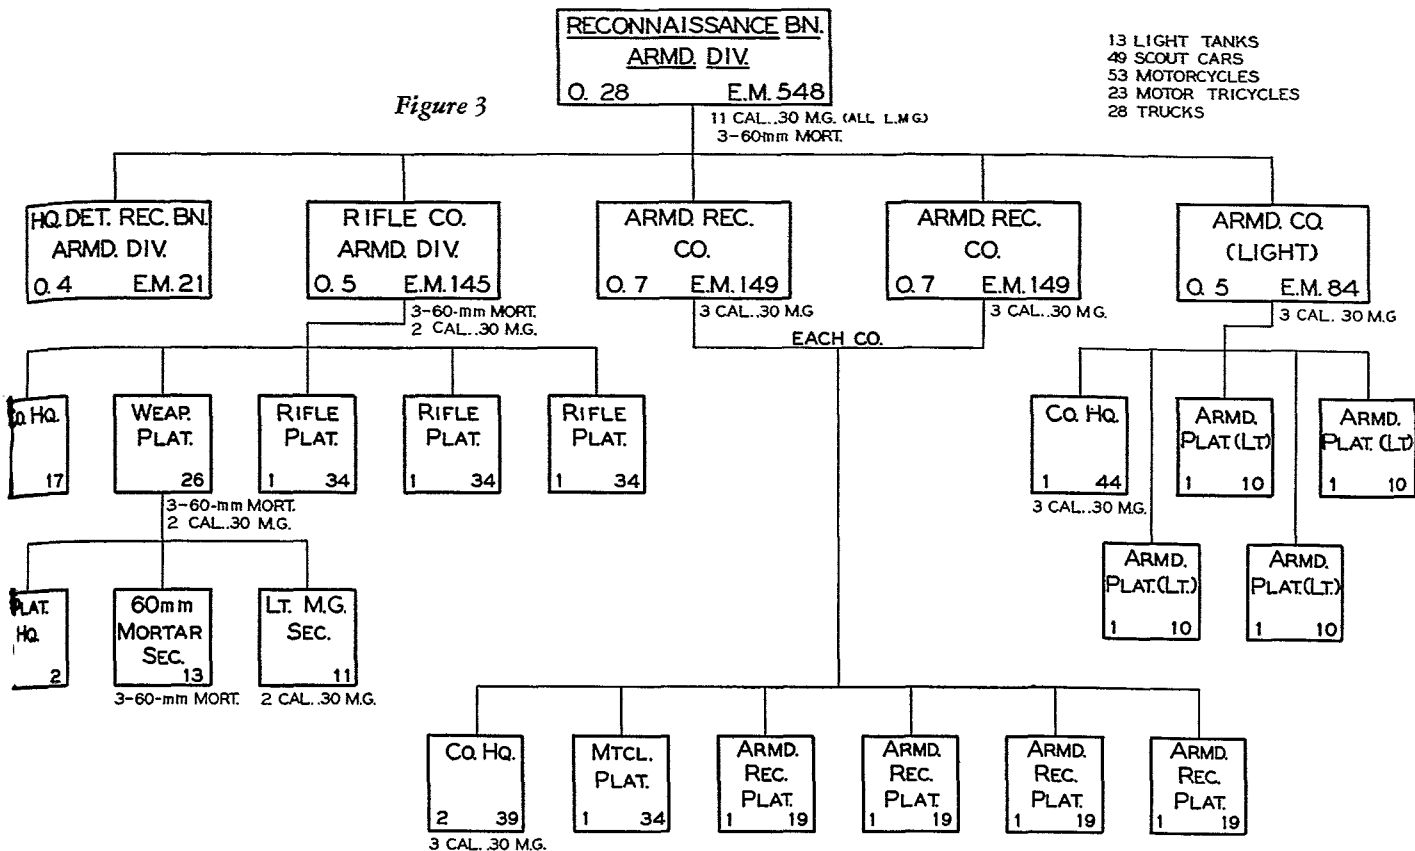 RECONNAISSANCE BN.
ARMD. DIV.
O. 28 E.M. 548
Figure 3
13 LIGHT TANKS
49 SCOUT CARS
53 MOTORCYCLES
23 MOTOR TRICYCLES
28 TRUCKS
11 CAL..30 M.G. (ALL L.M.G)
3-60-mm MORT.
HQ. DET. REC. BN.
ARMD. DIV.
O. 4 E.M. 21
RIFLE CO.
ARMD. DIV.
O. 5 E.M. 145
3-60-mm MORT.
2 CAL..30 M.G.
ARMD. REC.
CO.
O. 7 E.M. 149
3 CAL..30 M.G
ARMD. REC.
CO.
O. 7 E.M. 149
3 CAL..30 M.G.
ARMD. CO.
(LIGHT)
O. 5 E.M. 84
3 CAL. .30 M.G
EACH CO.
Co. HQ.
17
WEAP.
PLAT.
26
3-60-mm MORT.
2 CAL..30 M.G.
RIFLE
PLAT.
1 34
RIFLE
PLAT.
1 34
RIFLE
PLAT.
1 34
CO. HQ.
1 44
3 CAL..30 M.G.
ARMD.
PLAT.(LT)
1 10
ARMD.
PLAT.(LT)
1 10
ARMD.
PLAT.(LT.)
1 10
ARMD.
PLAT.(LT.)
1 10
PLAT.
HQ.
2
60mm
MORTAR
SEC.
13
3-60-mm MORT.
LT. M.G.
SEC.
11
2 CAL..30 M.G.
CO. HQ.
2 39
3 CAL..30 M.G.
MTCL.
PLAT.
1 34
ARMD.
REC.
PLAT.
1 19
ARMD.
REC.
PLAT.
1 19
ARMD.
REC.
PLAT.
1 19
ARMD.
REC.
PLAT.
1 19